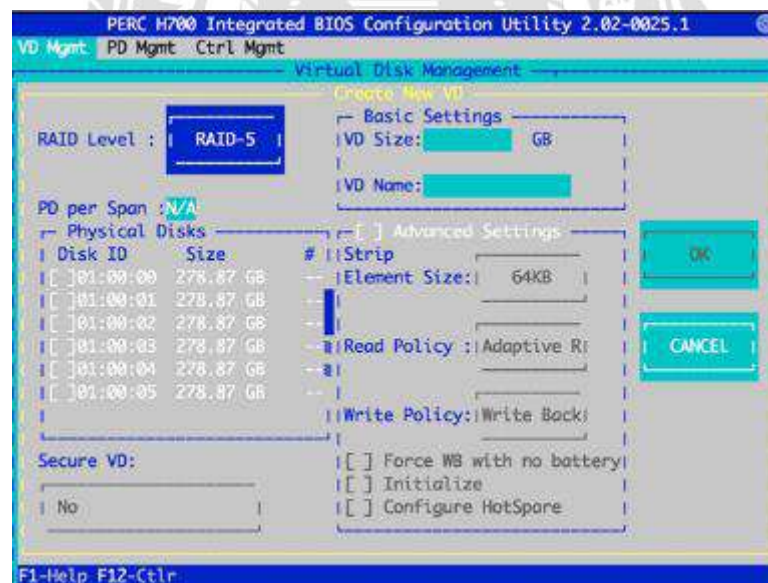 PERC H700 Integrated BIOS Configuration Utility 2.02-0025.1
VD Mgmt PD Mgmt Ctrl Mgmt
Virtual Disk Management
Create New VD
RAID Level : RAID-5
Basic Settings
VD Size: GB
VD Name:
PD per Span :N/A
Physical Disks
Disk ID Size #
[ ]01:00:00 278.87 GB --
[ ]01:00:01 278.87 GB --
[ ]01:00:02 278.87 GB --
[ ]01:00:03 278.87 GB --
[ ]01:00:04 278.87 GB --
[ ]01:00:05 278.87 GB --
[ ] Advanced Settings
Strip
Element Size: 64KB
Read Policy : Adaptive R
Write Policy: Write Back
[ ] Force WB with no battery
[ ] Initialize
[ ] Configure HotSpare
OK
CANCEL
Secure VD:
No
F1-Help F12-Ctlr